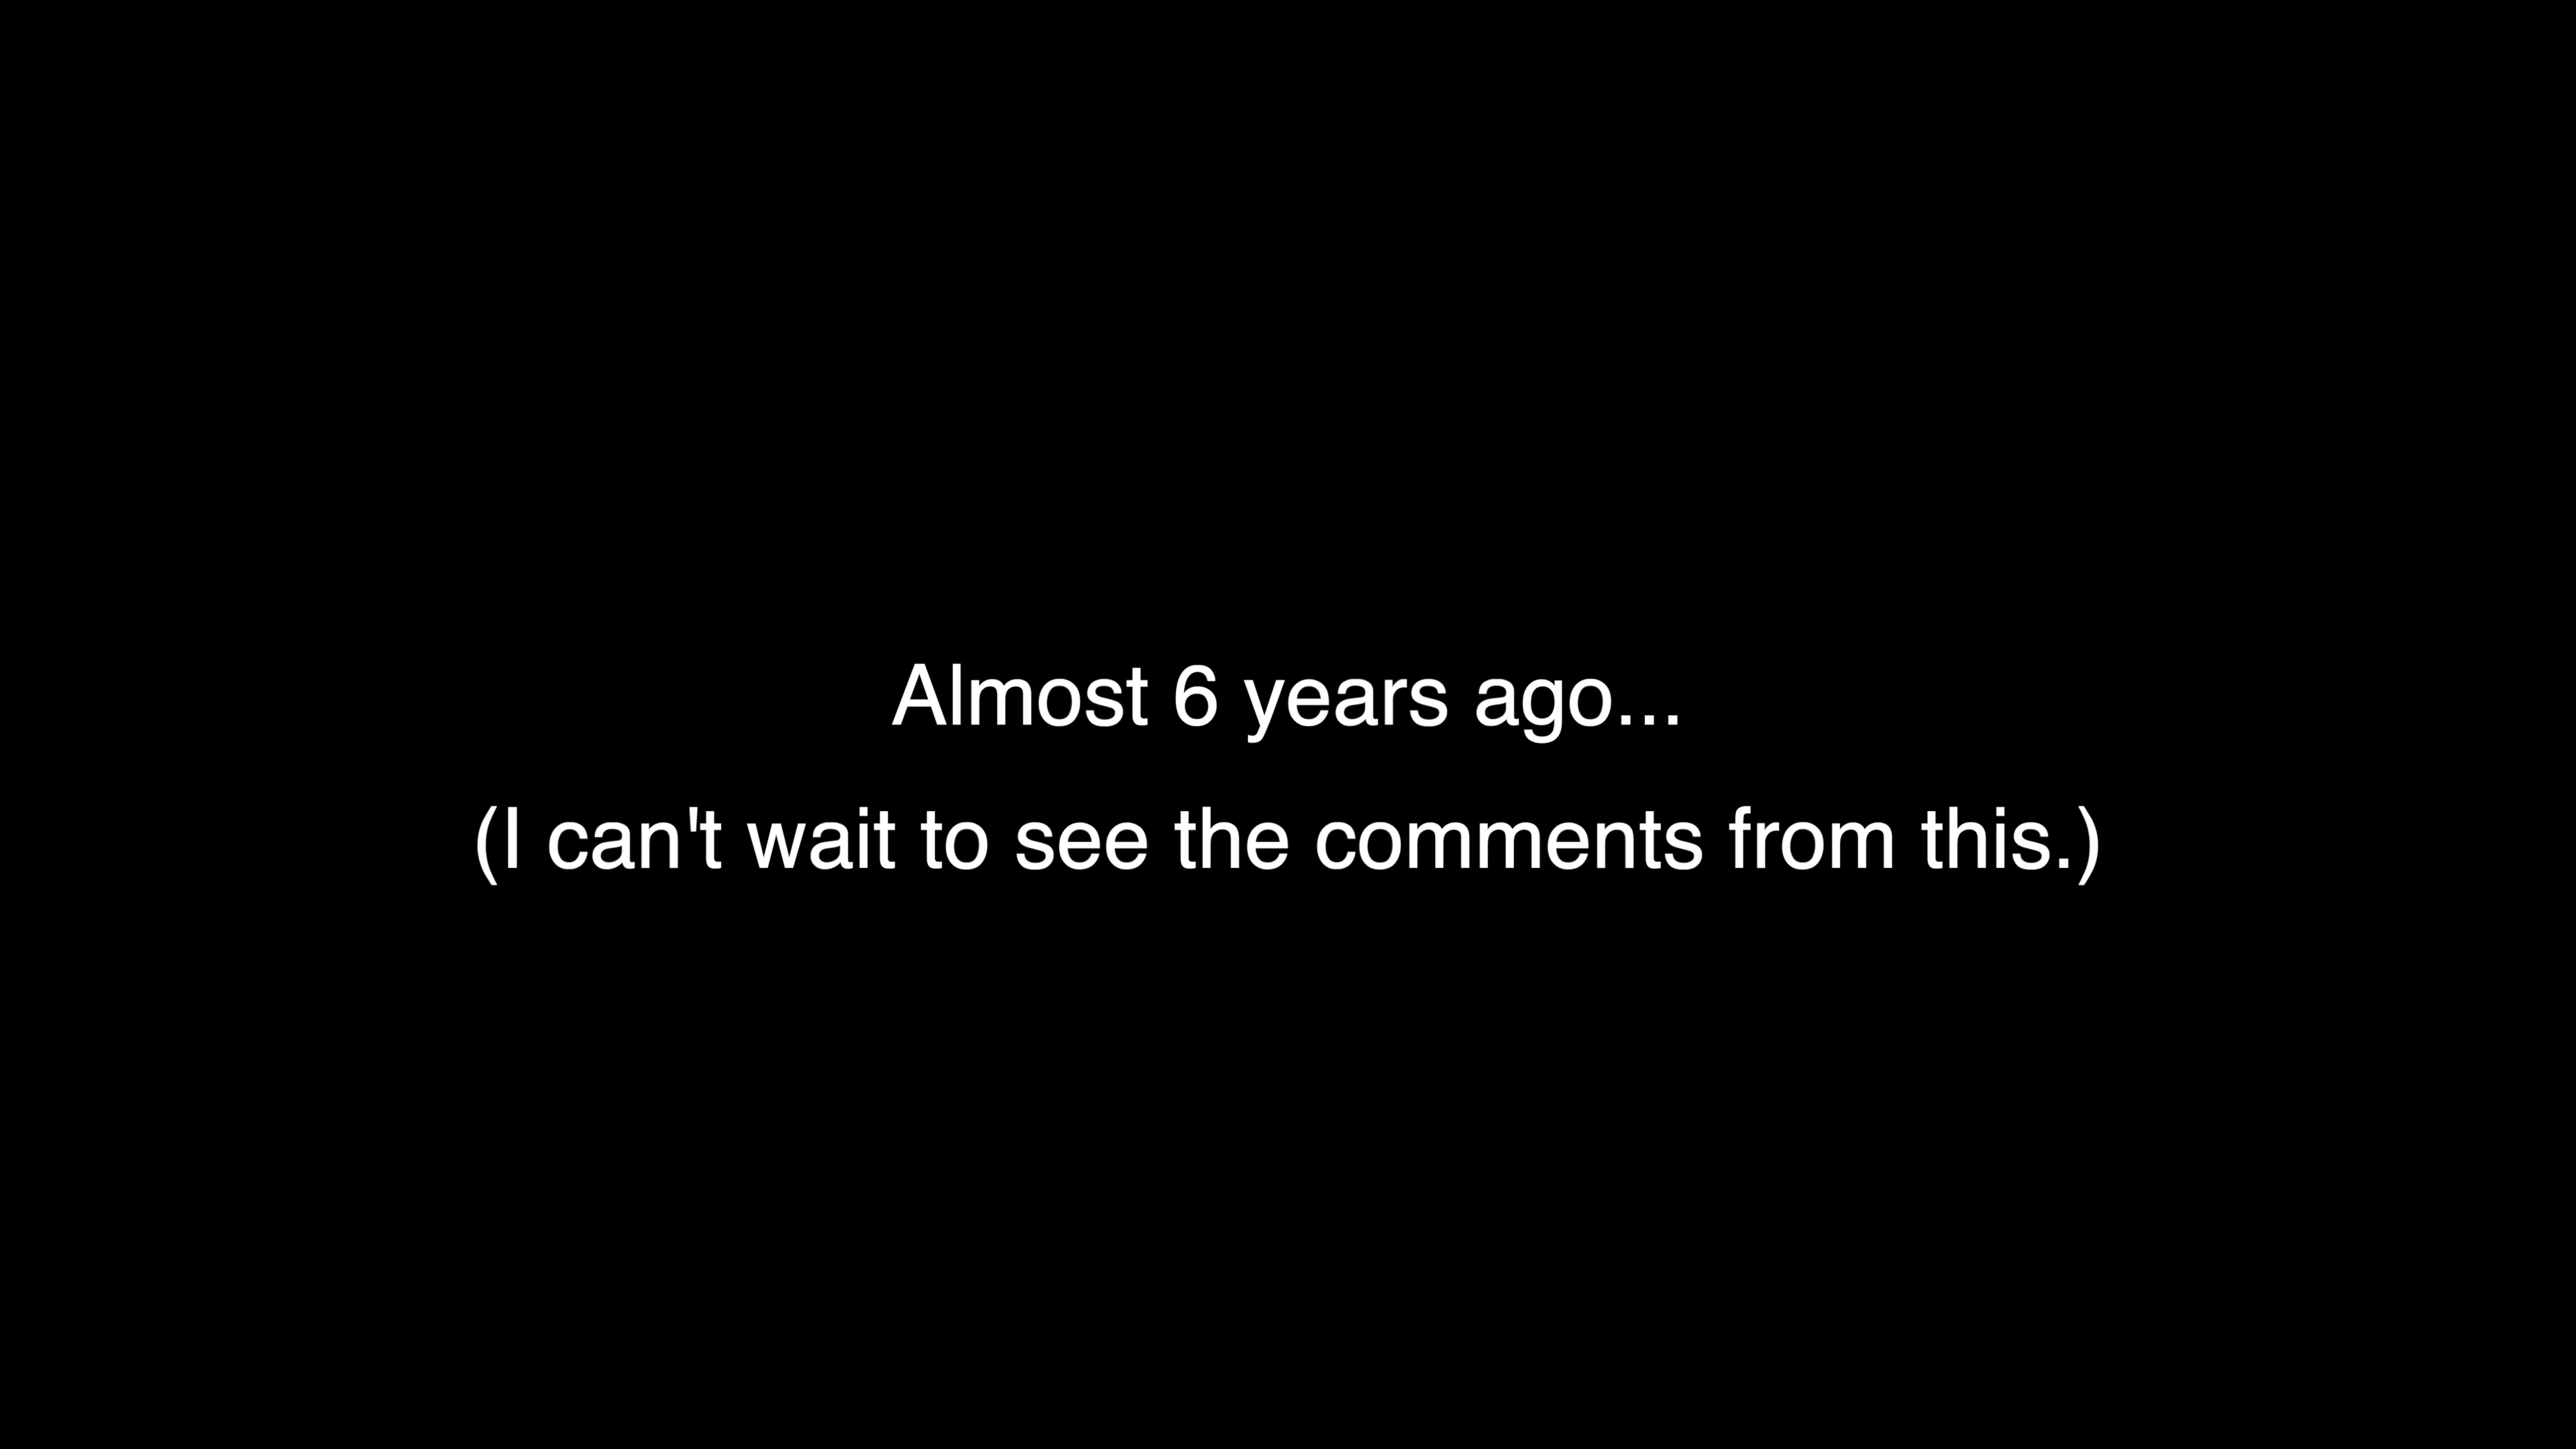 Almost 6 years ago...
(I can't wait to see the comments from this.)